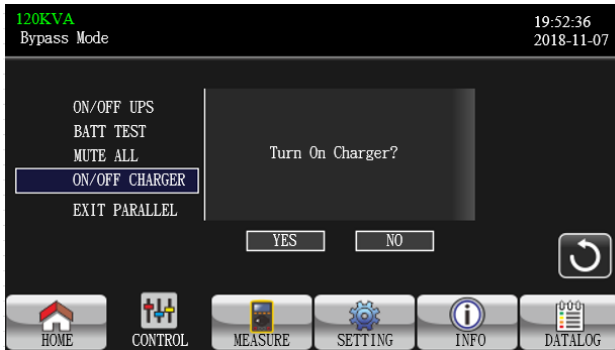 120KVA
Bypass Mode
19:52:36
2018-11-07
ON/OFF UPS
BATT TEST
MUTE ALL
ON/OFF CHARGER
EXIT PARALLEL
Turn On Charger?
YES NO
HOME CONTROL MEASURE SETTING INFO DATALOG